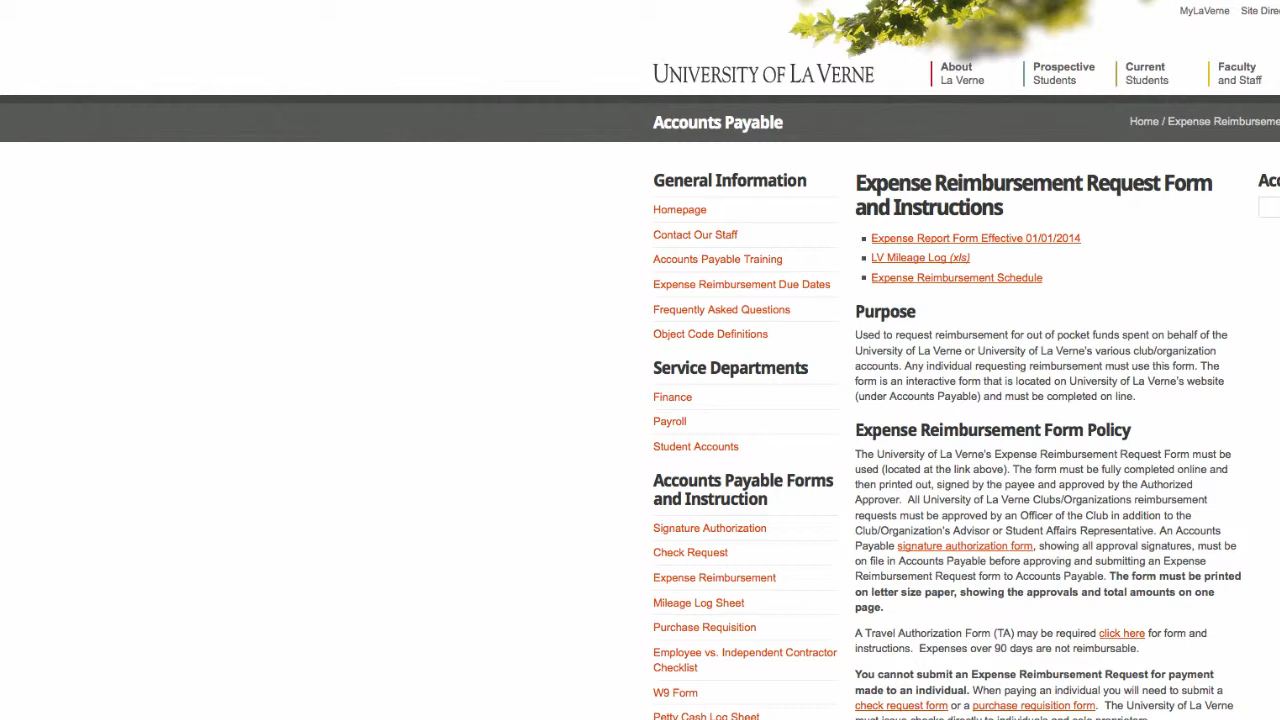 MyLaVerne Site Dire
UNIVERSITY OF LA VERNE
About
La Verne
Prospective
Students
Current
Students
Faculty
and Staff
Accounts Payable
Home / Expense Reimburseme
General Information
Homepage
Contact Our Staff
Accounts Payable Training
Expense Reimbursement Due Dates
Frequently Asked Questions
Object Code Definitions
Service Departments
Finance
Payroll
Student Accounts
Accounts Payable Forms
and Instruction
Signature Authorization
Check Request
Expense Reimbursement
Mileage Log Sheet
Purchase Requisition
Employee vs. Independent Contractor
Checklist
W9 Form
Petty Cash Log Sheet
Expense Reimbursement Request Form
and Instructions
Expense Report Form Effective 01/01/2014
LV Mileage Log (xls)
Expense Reimbursement Schedule
Purpose
Used to request reimbursement for out of pocket funds spent on behalf of the
University of La Verne or University of La Verne's various club/organization
accounts. Any individual requesting reimbursement must use this form. The
form is an interactive form that is located on University of La Verne's website
(under Accounts Payable) and must be completed on line.
Expense Reimbursement Form Policy
The University of La Verne's Expense Reimbursement Request Form must be
used (located at the link above). The form must be fully completed online and
then printed out, signed by the payee and approved by the Authorized
Approver. All University of La Verne Clubs/Organizations reimbursement
requests must be approved by an Officer of the Club in addition to the
Club/Organization's Advisor or Student Affairs Representative. An Accounts
Payable signature authorization form, showing all approval signatures, must be
on file in Accounts Payable before approving and submitting an Expense
Reimbursement Request form to Accounts Payable. The form must be printed
on letter size paper, showing the approvals and total amounts on one
page.
A Travel Authorization Form (TA) may be required click here for form and
instructions. Expenses over 90 days are not reimbursable.
You cannot submit an Expense Reimbursement Request for payment
made to an individual. When paying an individual you will need to submit a
check request form or a purchase requisition form. The University of La Verne
must issue checks directly to individuals and sole proprietors
Acc